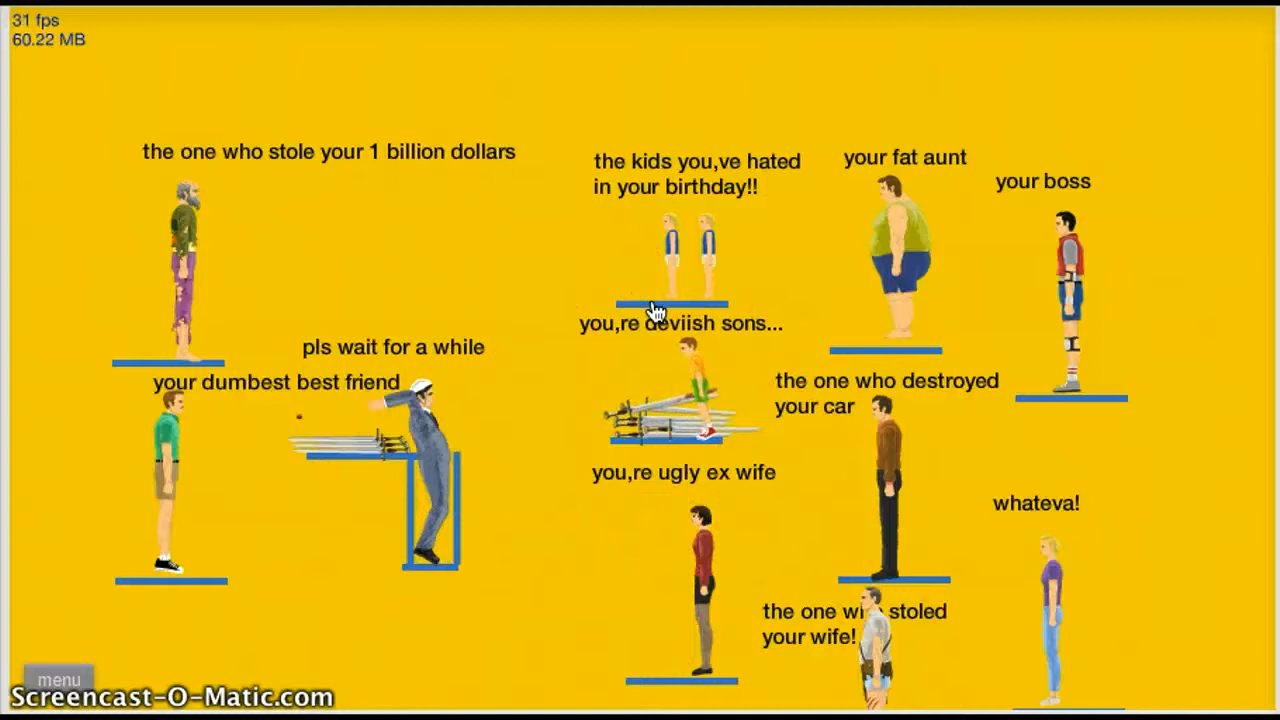 31 fps
60.22 MB
the one who stole your 1 billion dollars
the kids you,ve hated
in your birthday!!
your fat aunt
your boss
you,re deviish sons...
pls wait for a while
your dumbest best friend
the one who destroyed
your car
you,re ugly ex wife
whateva!
the one wh stoled
your wife!
menu
Screencast-O-Matic.com